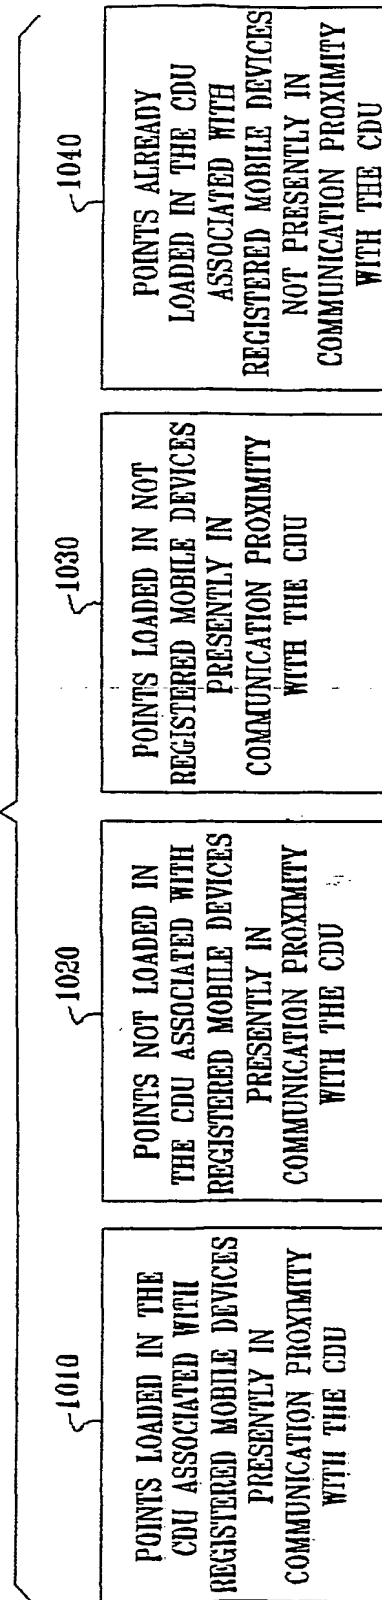 1010
POINTS LOADED IN THE
CDU ASSOCIATED WITH
REGISTERED MOBILE DEVICES
PRESENTLY IN
COMMUNICATION PROXIMITY
WITH THE CDU
1020
POINTS NOT LOADED IN
THE CDU ASSOCIATED WITH
REGISTERED MOBILE DEVICES
PRESENTLY IN
COMMUNICATION PROXIMITY
WITH THE CDU
1030
POINTS LOADED IN NOT
REGISTERED MOBILE DEVICES
PRESENTLY IN
COMMUNICATION PROXIMITY
WITH THE CDU
1040
POINTS ALREADY
LOADED IN THE CDU
ASSOCIATED WITH
REGISTERED MOBILE DEVICES
NOT PRESENTLY IN
COMMUNICATION PROXIMITY
WITH THE CDU